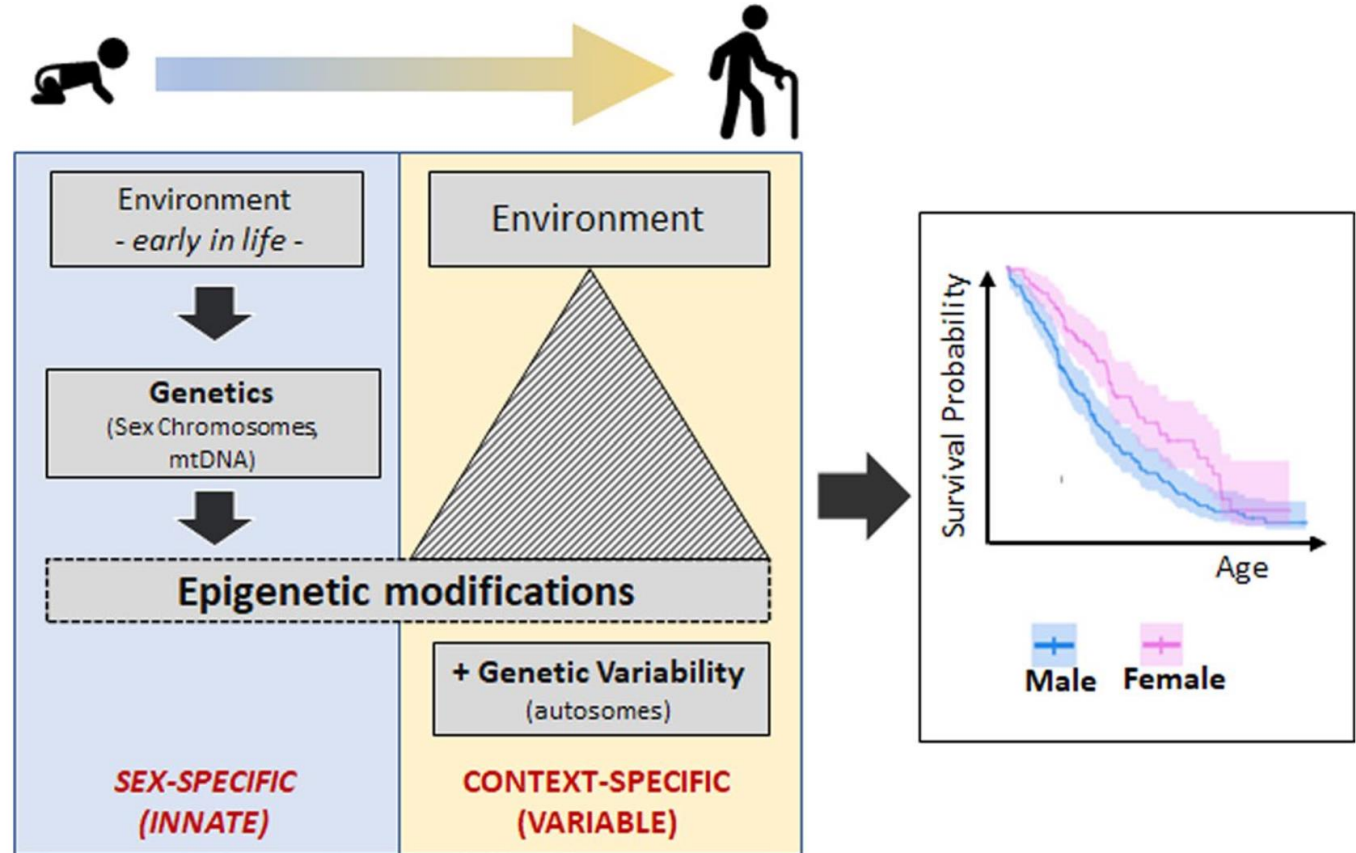 Environment
- early in life -
Genetics
(Sex Chromosomes,
mtDNA)
Environment
Epigenetic modifications
+ Genetic Variability
(autosomes)
SEX-SPECIFIC
(INNATE)
CONTEXT-SPECIFIC
(VARIABLE)
Survival Probability
Age
Male Female